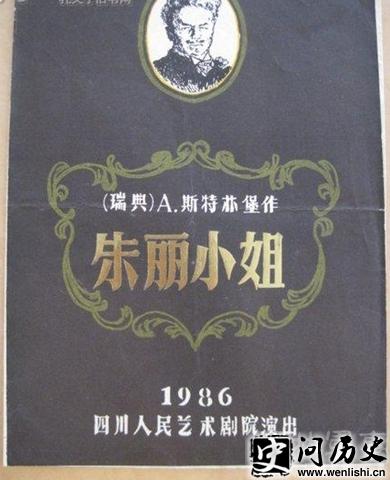 (瑞典)A.斯特林堡作
朱丽小姐
1986
四川人民艺术剧院演出
问历史
www.wenlishi.cn